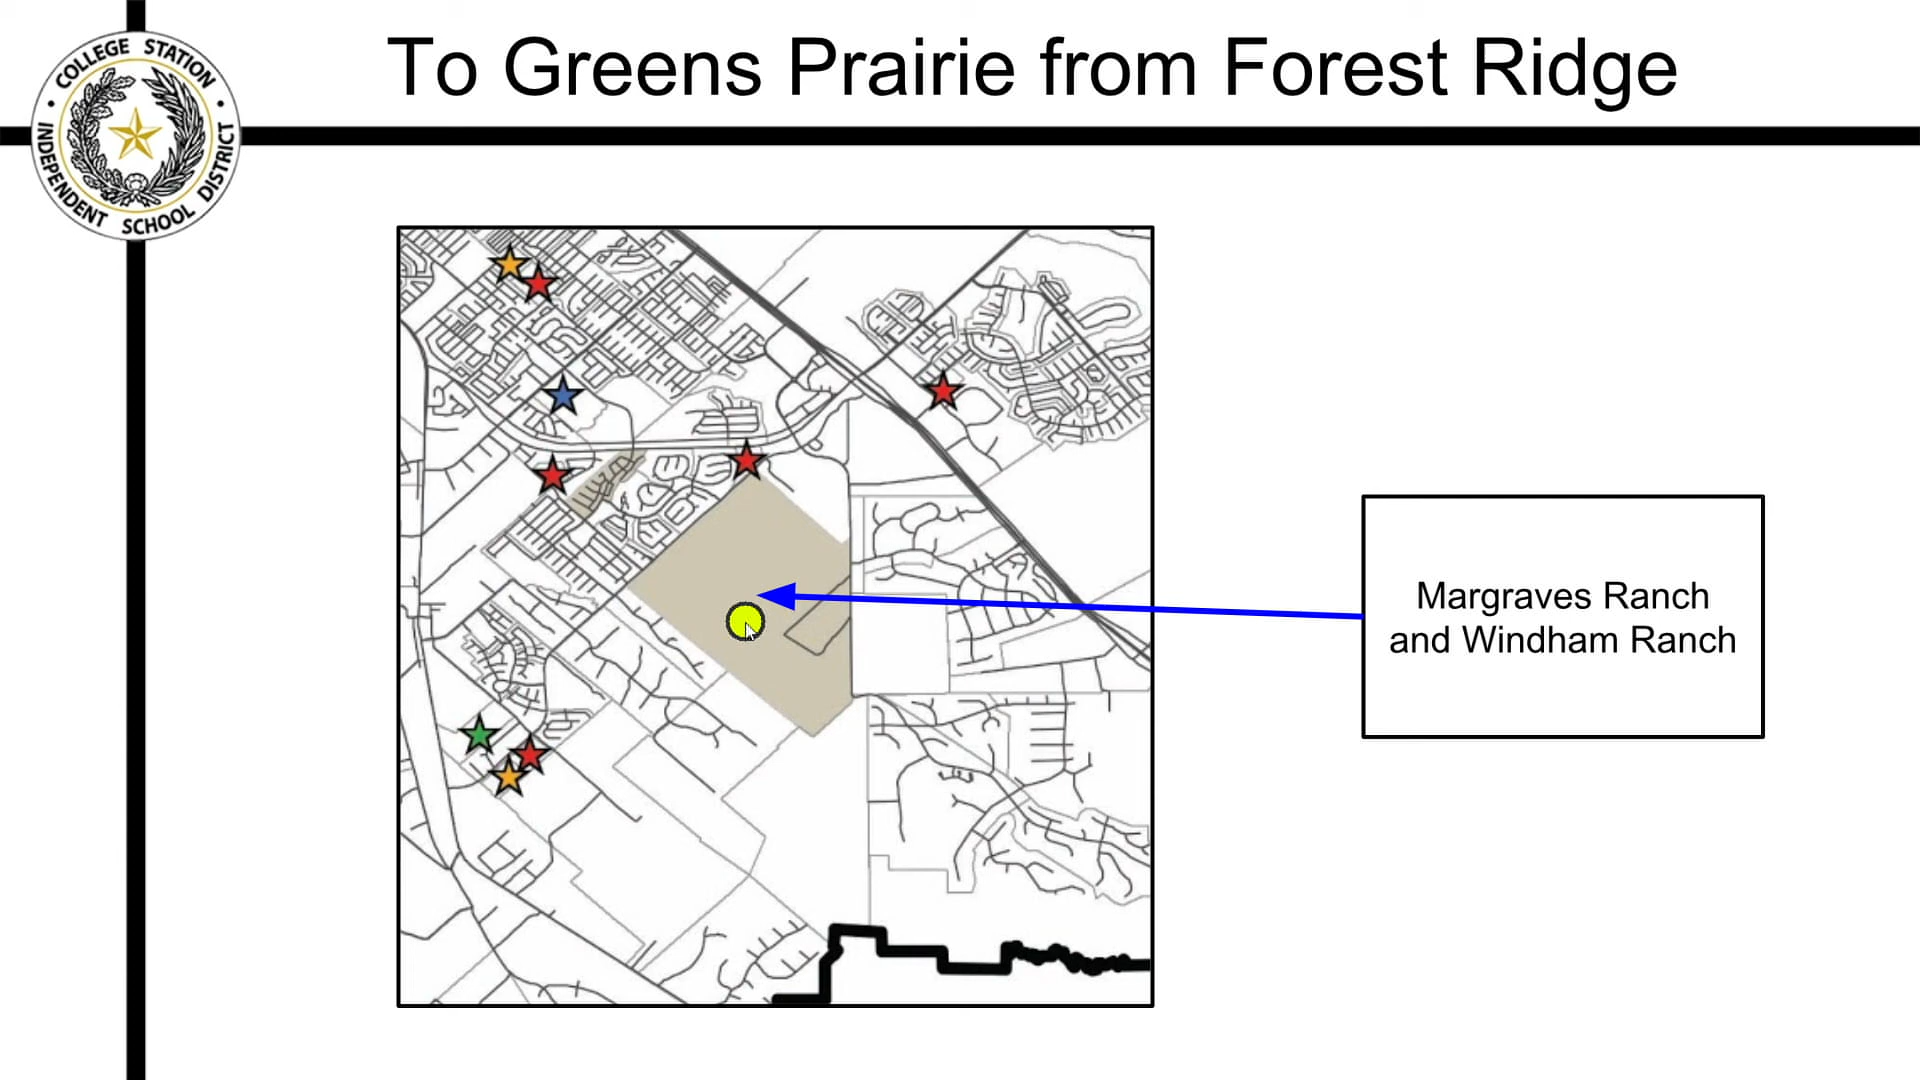 COLLEGE STATION
INDEPENDENT SCHOOL DISTRICT
To Greens Prairie from Forest Ridge
Margraves Ranch
and Windham Ranch